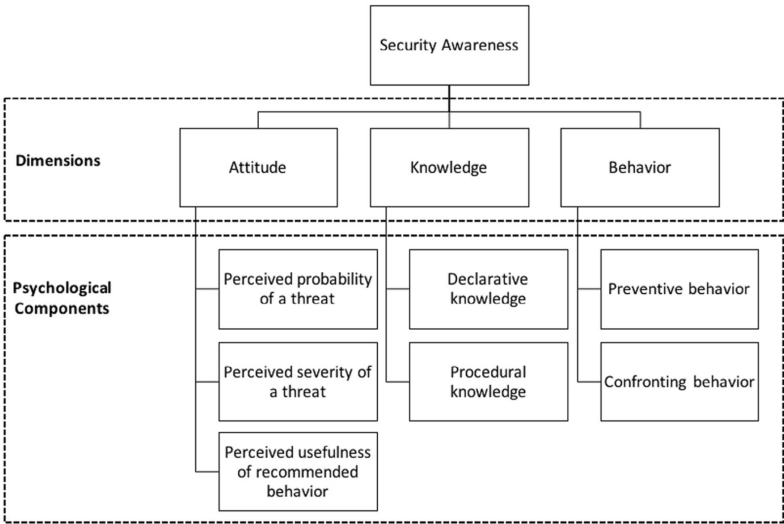 Security Awareness
Dimensions
Attitude
Knowledge
Behavior
Psychological
Components
Perceived probability
of a threat
Declarative
knowledge
Preventive behavior
Perceived severity of
a threat
Procedural
knowledge
Confronting behavior
Perceived usefulness
of recommended
behavior